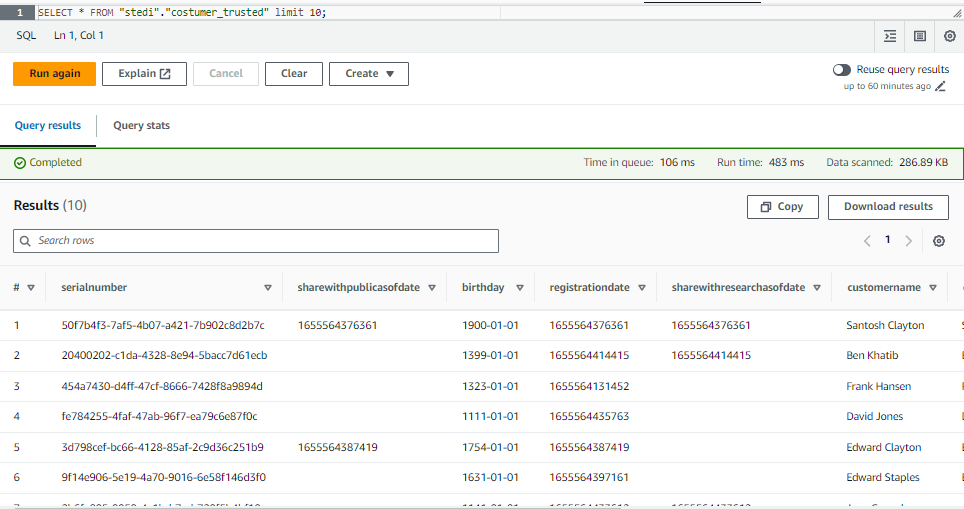 1 SELECT * FROM "stedi"."costumer_trusted" limit 10;
SQL Ln 1, Col 1
Run again Explain Cancel Clear Create Reuse query results
up to 60 minutes ago
Query results Query stats
Completed Time in queue: 106 ms Run time: 483 ms Data scanned: 286.89 KB
Results (10) Copy Download results
Search rows 1
# serialnumber sharewithpublicasofdate birthday registrationdate sharewithresearchasofdate customername
1 50f7b4f3-7af5-4b07-a421-7b902c8d2b7c 1655564376361 1900-01-01 1655564376361 1655564376361 Santosh Clayton
2 20400202-c1da-4328-8e94-5bacc7d61ecb 1399-01-01 1655564414415 1655564414415 Ben Khatib
3 454a7430-d4ff-47cf-8666-7428f8a9894d 1323-01-01 1655564131452 Frank Hansen
4 fe784255-4faf-47ab-96f7-ea79c6e87f0c 1111-01-01 1655564435763 David Jones
5 3d798cef-bc66-4128-85af-2c9d36c251b9 1655564387419 1754-01-01 1655564387419 Edward Clayton
6 9f14e906-5e19-4a70-9016-6e58f146d3f0 1631-01-01 1655564397161 Edward Staples